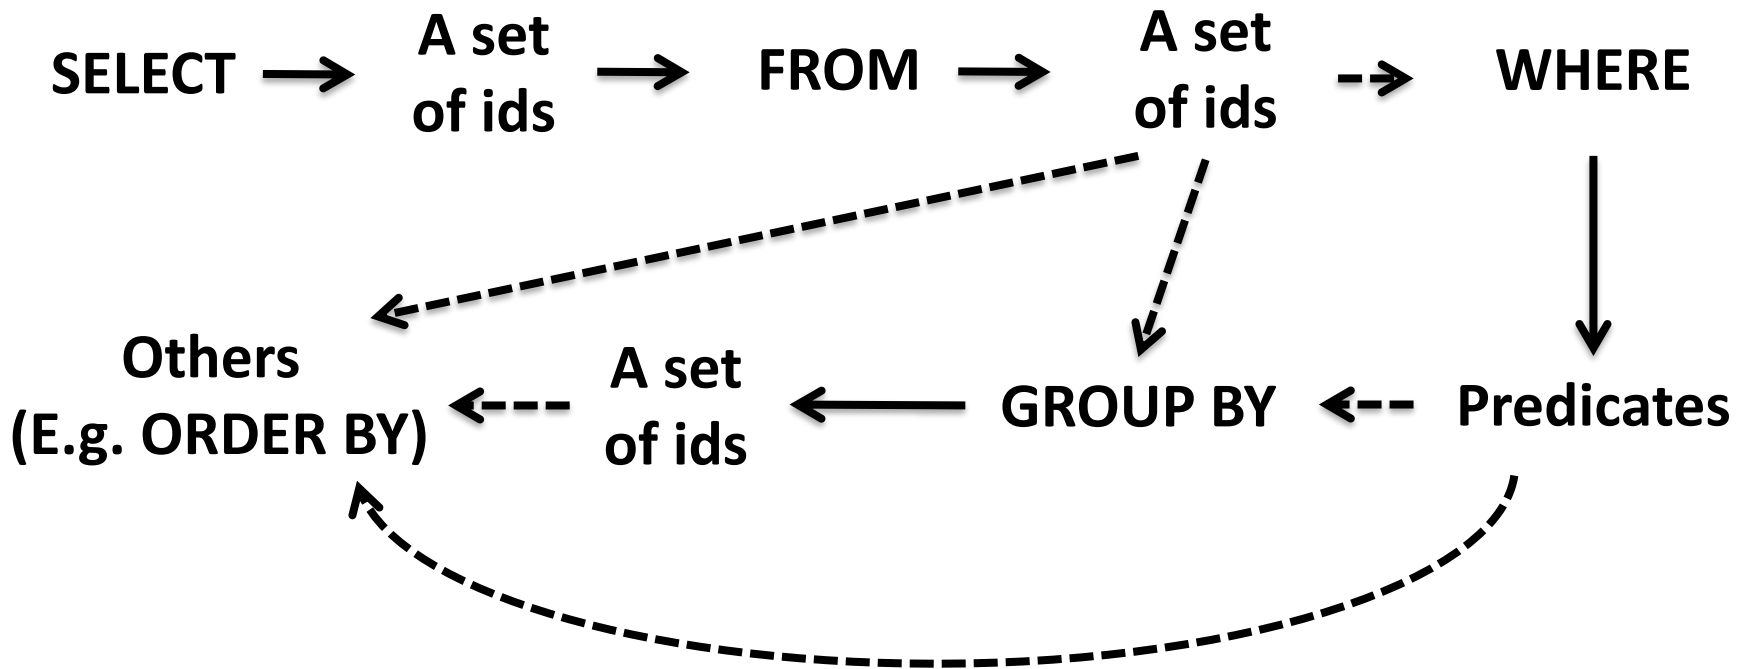 SELECT
A set
of ids
FROM
A set
of ids
WHERE
Others
(E.g. ORDER BY)
A set
of ids
GROUP BY
Predicates